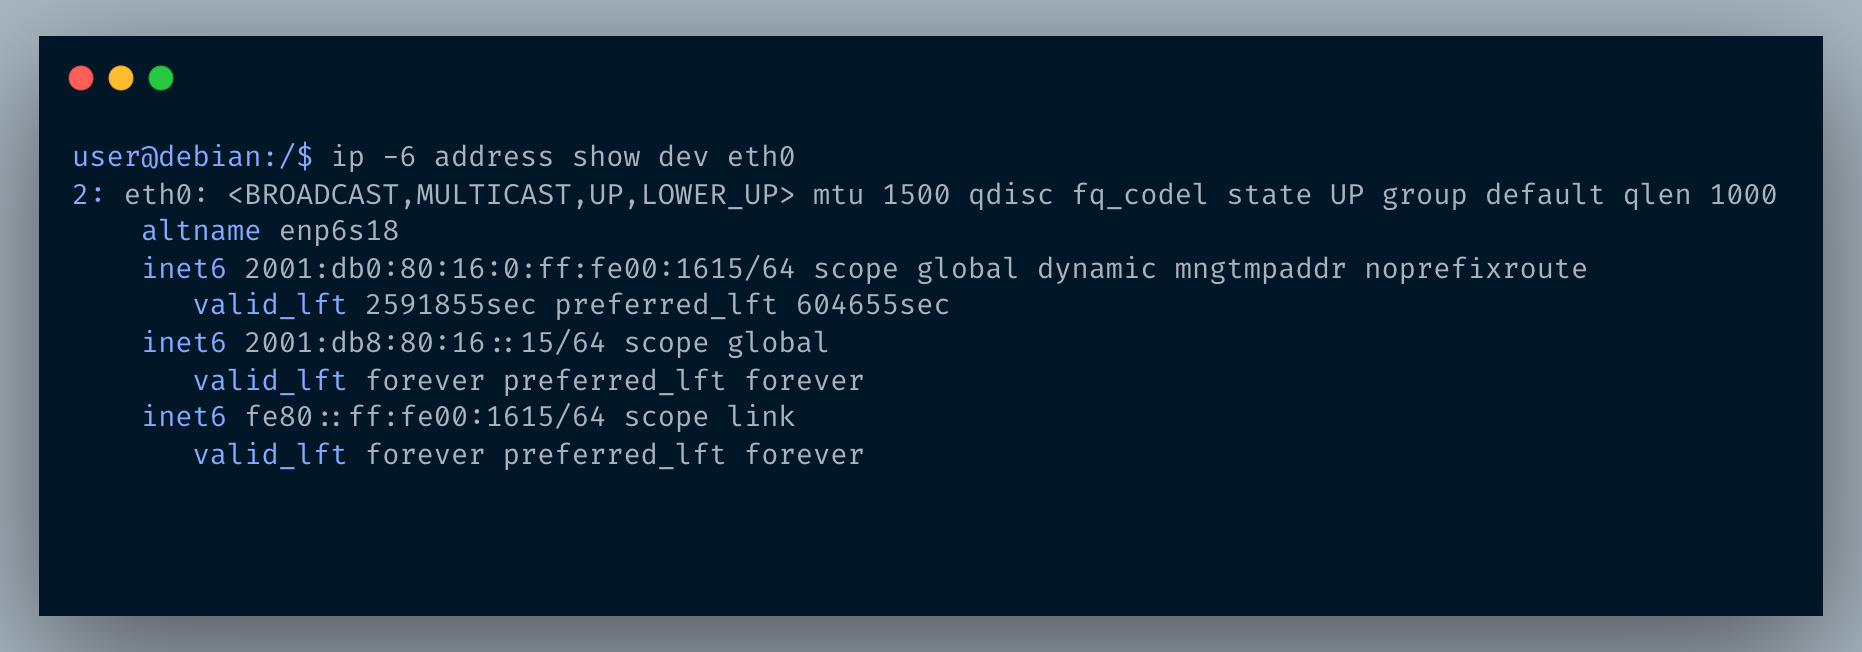 user@debian:/$ ip -6 address show dev eth0
2: eth0: <BROADCAST,MULTICAST,UP,LOWER_UP> mtu 1500 qdisc fq_codel state UP group default qlen 1000
    altname enp6s18
    inet6 2001:db0:80:16:0:ff:fe00:1615/64 scope global dynamic mngtmpaddr noprefixroute
       valid_lft 2591855sec preferred_lft 604655sec
    inet6 2001:db8:80:16::15/64 scope global
       valid_lft forever preferred_lft forever
    inet6 fe80::ff:fe00:1615/64 scope link
       valid_lft forever preferred_lft forever